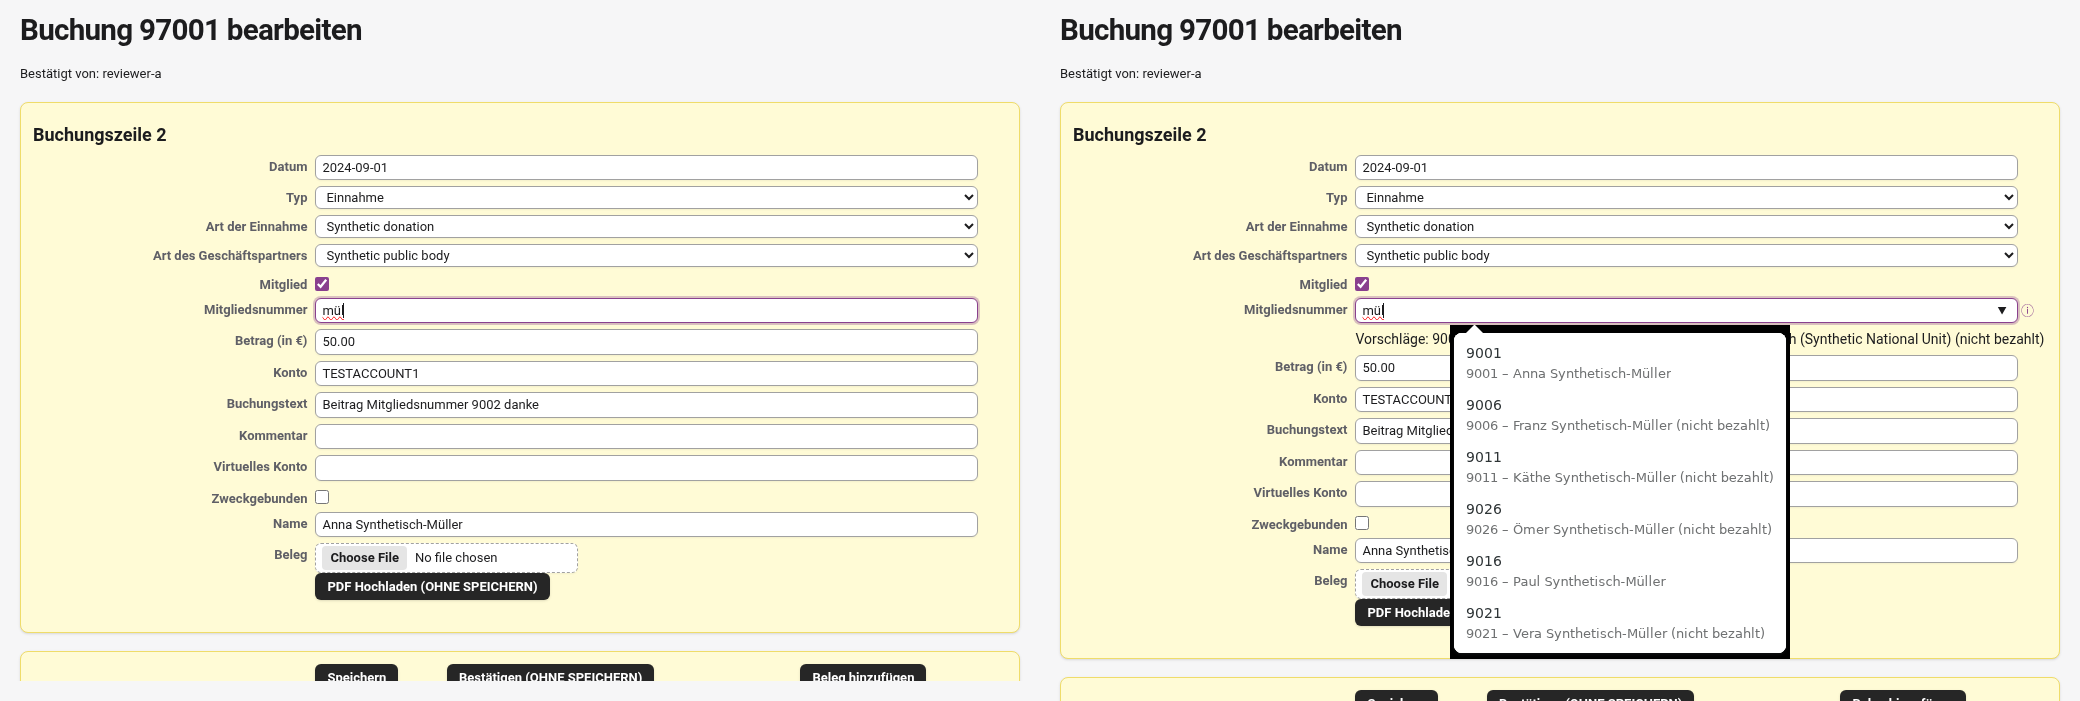 Buchung 97001 bearbeiten
Bestätigt von: reviewer-a
Buchungszeile 2
Datum 2024-09-01
Typ Einnahme
Art der Einnahme Synthetic donation
Art des Geschäftspartners Synthetic public body
Mitglied
Mitgliedsnummer mül
Betrag (in €) 50.00
Konto TESTACCOUNT1
Buchungstext Beitrag Mitgliedsnummer 9002 danke
Kommentar
Virtuelles Konto
Zweckgebunden
Name Anna Synthetisch-Müller
Beleg Choose File No file chosen
PDF Hochladen (OHNE SPEICHERN)
Speichern Bestätigen (OHNE SPEICHERN) Beleg hinzufügen
Buchung 97001 bearbeiten
Bestätigt von: reviewer-a
Buchungszeile 2
Datum 2024-09-01
Typ Einnahme
Art der Einnahme Synthetic donation
Art des Geschäftspartners Synthetic public body
Mitglied
Mitgliedsnummer mül
Vorschläge: (Synthetic National Unit) (nicht bezahlt)
9001
9001 – Anna Synthetisch-Müller
9006
9006 – Franz Synthetisch-Müller (nicht bezahlt)
9011
9011 – Käthe Synthetisch-Müller (nicht bezahlt)
9026
9026 – Ömer Synthetisch-Müller (nicht bezahlt)
9016
9016 – Paul Synthetisch-Müller
9021
9021 – Vera Synthetisch-Müller (nicht bezahlt)
Betrag (in €) 50.00
Konto TESTACCOUNT
Buchungstext Beitrag
Kommentar
Virtuelles Konto
Zweckgebunden
Name Anna
Beleg Choose File
PDF